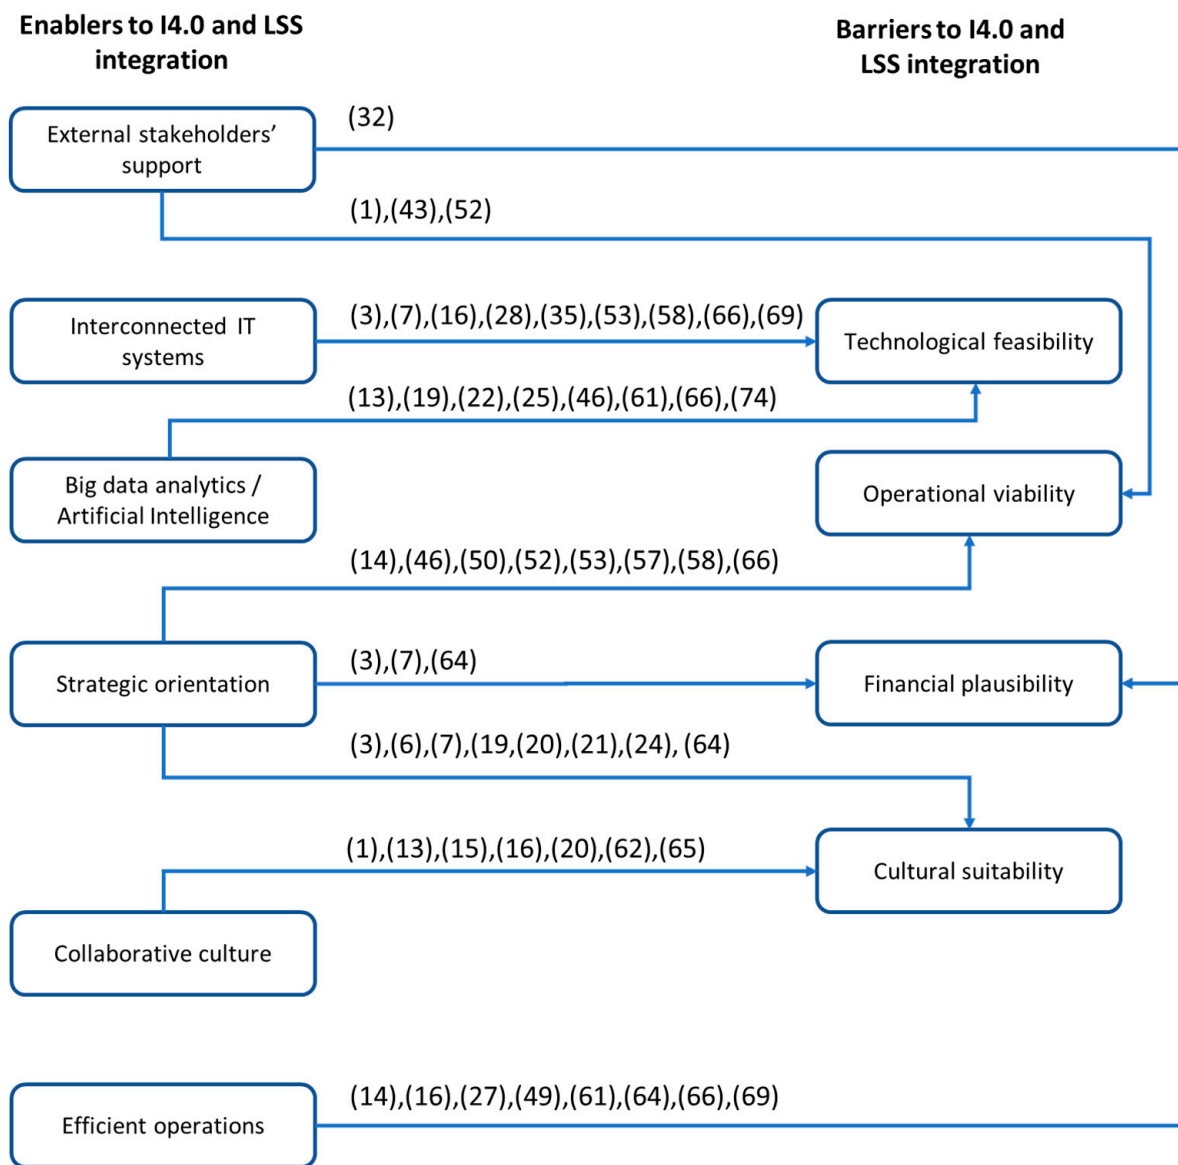 Enablers to I4.0 and LSS
integration
Barriers to I4.0 and
LSS integration
External stakeholders’
support
(32)
(1),(43),(52)
Interconnected IT
systems
(3),(7),(16),(28),(35),(53),(58),(66),(69)
Technological feasibility
(13),(19),(22),(25),(46),(61),(66),(74)
Big data analytics /
Artificial Intelligence
Operational viability
(14),(46),(50),(52),(53),(57),(58),(66)
Strategic orientation
(3),(7),(64)
Financial plausibility
(3),(6),(7),(19,(20),(21),(24), (64)
(1),(13),(15),(16),(20),(62),(65)
Cultural suitability
Collaborative culture
(14),(16),(27),(49),(61),(64),(66),(69)
Efficient operations